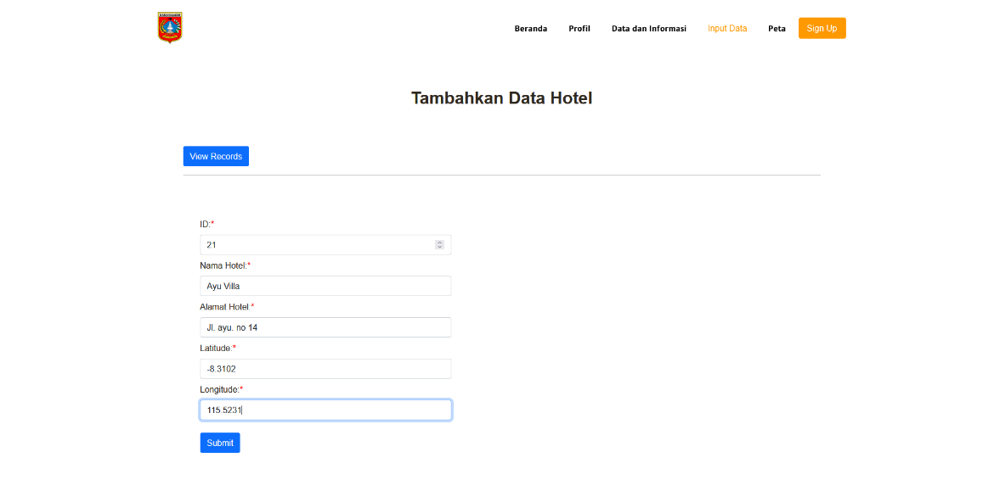 Beranda Profil Data dan Informasi Input Data Peta Sign Up
Tambahkan Data Hotel
View Records
ID:*
21
Nama Hotel:*
Ayu Villa
Alamat Hotel:*
Jl. ayu. no 14
Latitude:*
-8.3102
Longitude:*
115.5231
Submit